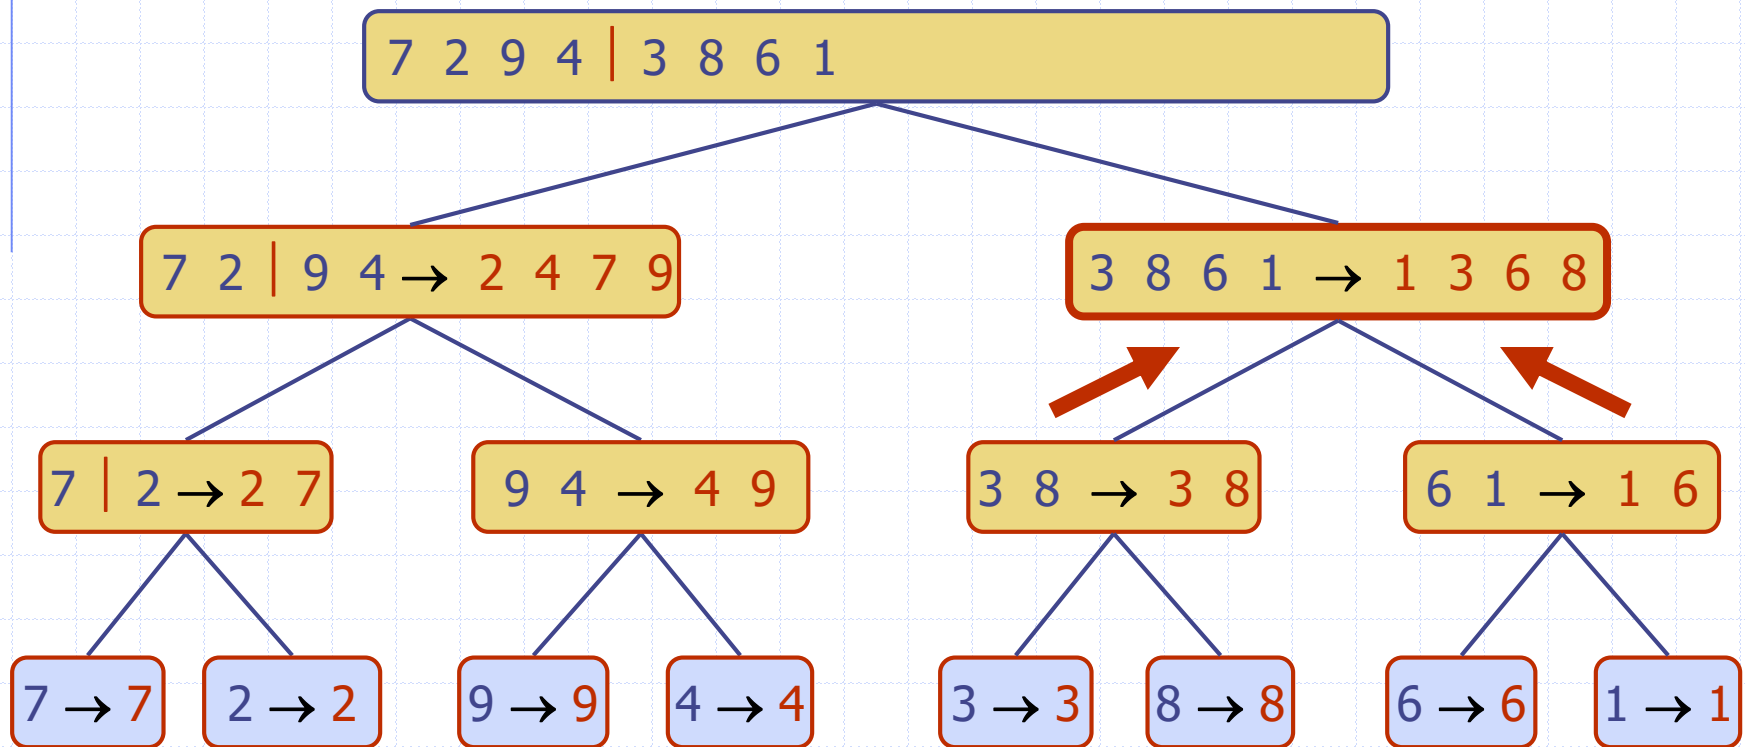 7 2 9 4 | 3 8 6 1
7 2 | 9 4 → 2 4 7 9
3 8 6 1 → 1 3 6 8
7 | 2 → 2 7
9 4 → 4 9
3 8 → 3 8
6 1 → 1 6
7 → 7
2 → 2
9 → 9
4 → 4
3 → 3
8 → 8
6 → 6
1 → 1